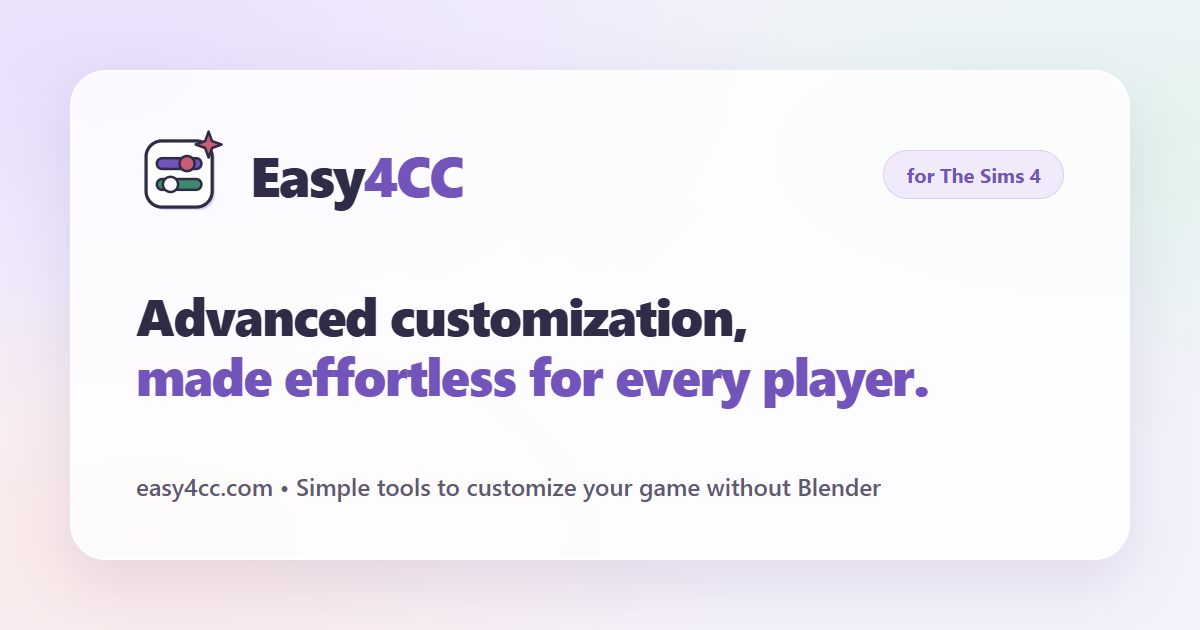 Easy4CC
for The Sims 4
Advanced customization,
made effortless for every player.
easy4cc.com • Simple tools to customize your game without Blender